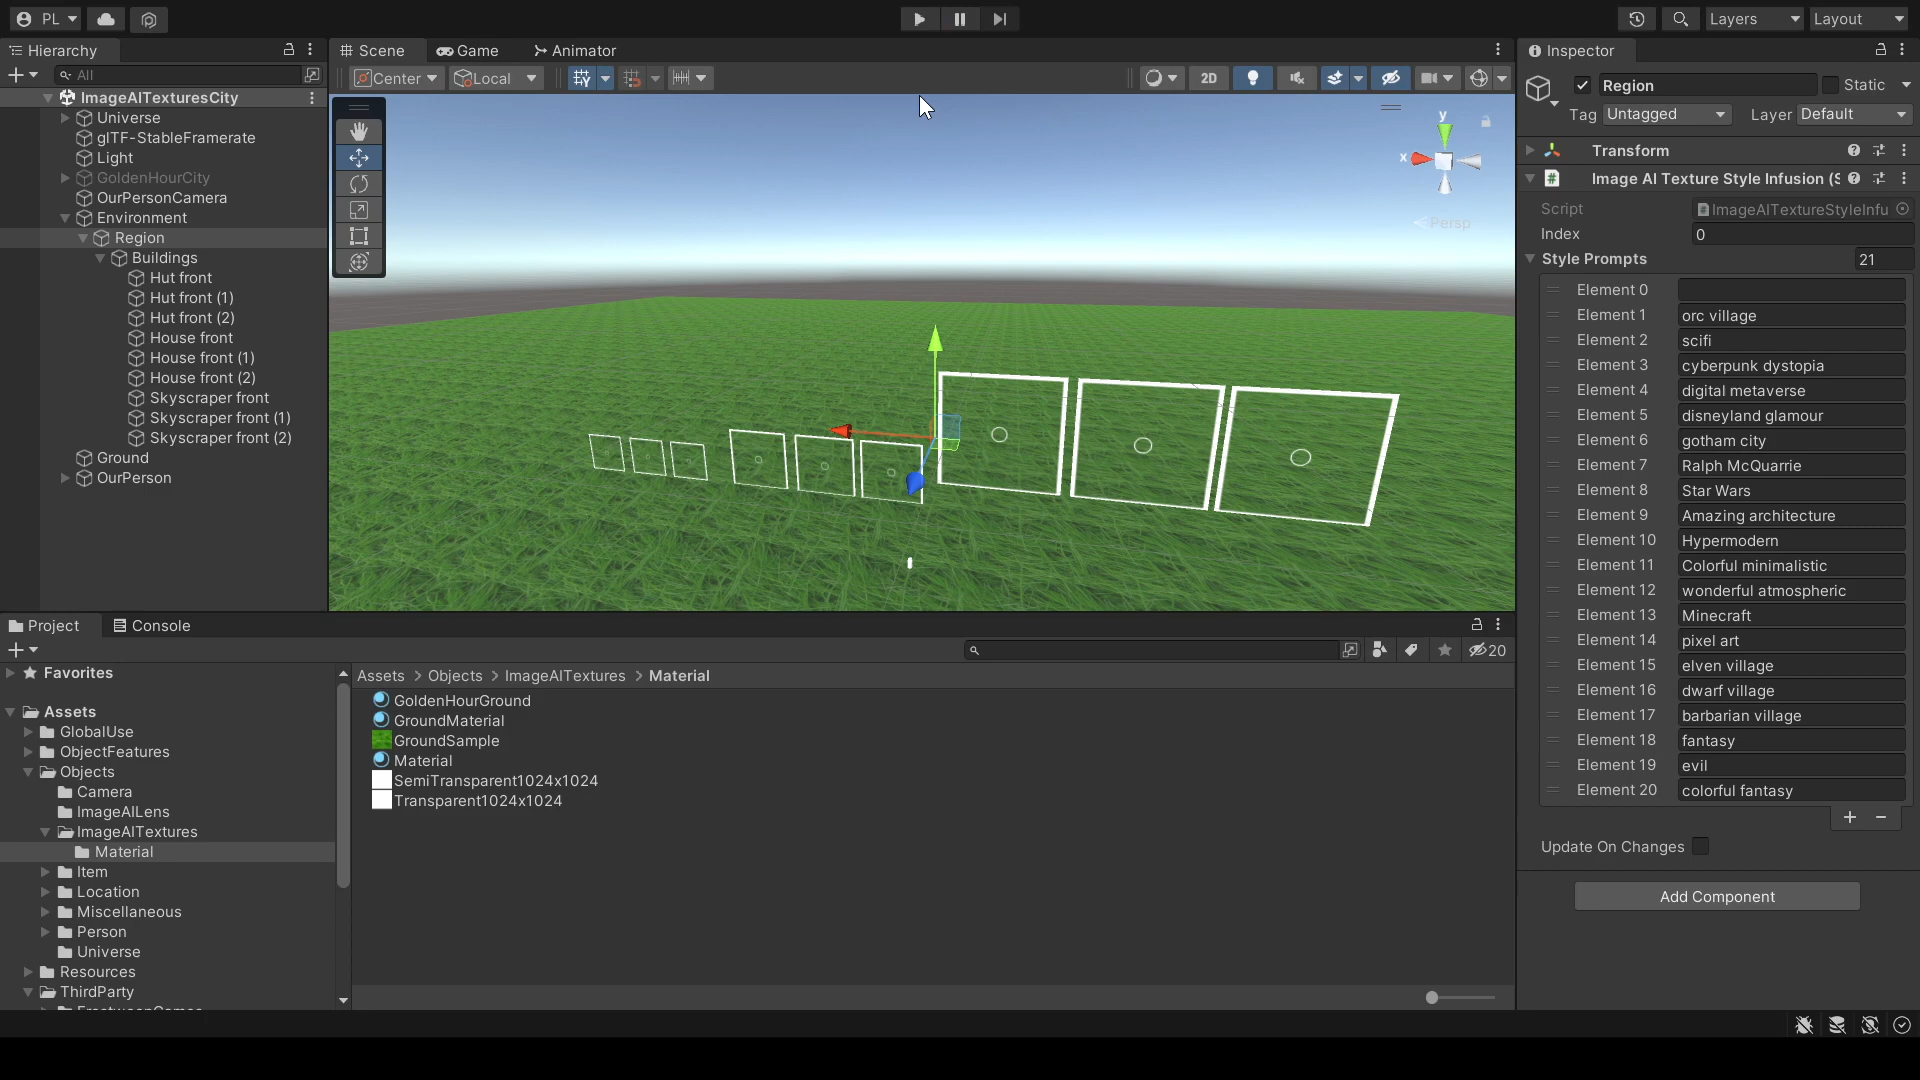 PL
Layers
Layout
Hierarchy
All
ImageAITexturesCity
Universe
glTF-StableFramerate
Light
GoldenHourCity
OurPersonCamera
Environment
Region
Buildings
Hut front
Hut front (1)
Hut front (2)
House front
House front (1)
House front (2)
Skyscraper front
Skyscraper front (1)
Skyscraper front (2)
Ground
OurPerson
Scene
Game
Animator
Center
Local
2D
y
x
Persp
Inspector
Region
Static
Tag
Untagged
Layer
Default
Transform
Image AI Texture Style Infusion (S
Script
ImageAITextureStyleInfu
Index
0
Style Prompts
21
Element 0
Element 1
orc village
Element 2
scifi
Element 3
cyberpunk dystopia
Element 4
digital metaverse
Element 5
disneyland glamour
Element 6
gotham city
Element 7
Ralph McQuarrie
Element 8
Star Wars
Element 9
Amazing architecture
Element 10
Hypermodern
Element 11
Colorful minimalistic
Element 12
wonderful atmospheric
Element 13
Minecraft
Element 14
pixel art
Element 15
elven village
Element 16
dwarf village
Element 17
barbarian village
Element 18
fantasy
Element 19
evil
Element 20
colorful fantasy
Update On Changes
Add Component
Project
Console
20
Favorites
Assets
GlobalUse
ObjectFeatures
Objects
Camera
ImageAILens
ImageAITextures
Material
Item
Location
Miscellaneous
Person
Universe
Resources
ThirdParty
Assets > Objects > ImageAITextures > Material
GoldenHourGround
GroundMaterial
GroundSample
Material
SemiTransparent1024x1024
Transparent1024x1024